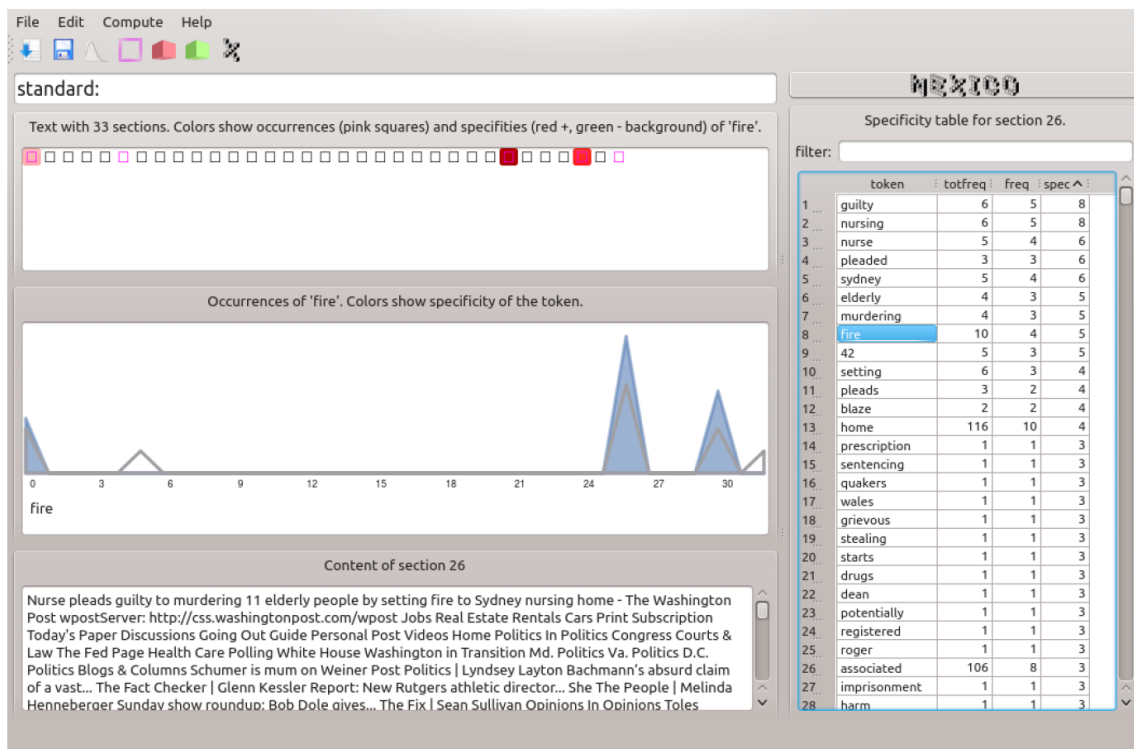 File Edit Compute Help
standard:
Text with 33 sections. Colors show occurrences (pink squares) and specifities (red +, green - background) of 'fire'.
Occurrences of 'fire'. Colors show specificity of the token.
0 3 6 9 12 15 18 21 24 27 30
fire
Content of section 26
Nurse pleads guilty to murdering 11 elderly people by setting fire to Sydney nursing home - The Washington
Post wpostServer: http://css.washingtonpost.com/wpost Jobs Real Estate Rentals Cars Print Subscription
Today's Paper Discussions Going Out Guide Personal Post Videos Home Politics In Politics Congress Courts &
Law The Fed Page Health Care Polling White House Washington in Transition Md. Politics Va. Politics D.C.
Politics Blogs & Columns Schumer is mum on Weiner Post Politics | Lyndsey Layton Bachmann's absurd claim
of a vast... The Fact Checker | Glenn Kessler Report: New Rutgers athletic director... She The People | Melinda
Henneberger Sunday show roundup: Bob Dole gives... The Fix | Sean Sullivan Opinions In Opinions Toles
MEXICO
Specificity table for section 26.
filter:
token totfreq freq spec
1 ... guilty 6 5 8
2 ... nursing 6 5 8
3 ... nurse 5 4 6
4 ... pleaded 3 3 6
5 ... sydney 5 4 6
6 ... elderly 4 3 5
7 ... murdering 4 3 5
8 ... fire 10 4 5
9 ... 42 5 3 5
10... setting 6 3 4
11... pleads 3 2 4
12... blaze 2 2 4
13... home 116 10 4
14... prescription 1 1 3
15... sentencing 1 1 3
16... quakers 1 1 3
17... wales 1 1 3
18... grievous 1 1 3
19... stealing 1 1 3
20... starts 1 1 3
21... drugs 1 1 3
22... dean 1 1 3
23... potentially 1 1 3
24... registered 1 1 3
25... roger 1 1 3
26... associated 106 8 3
27... imprisonment 1 1 3
28... harm 1 1 3